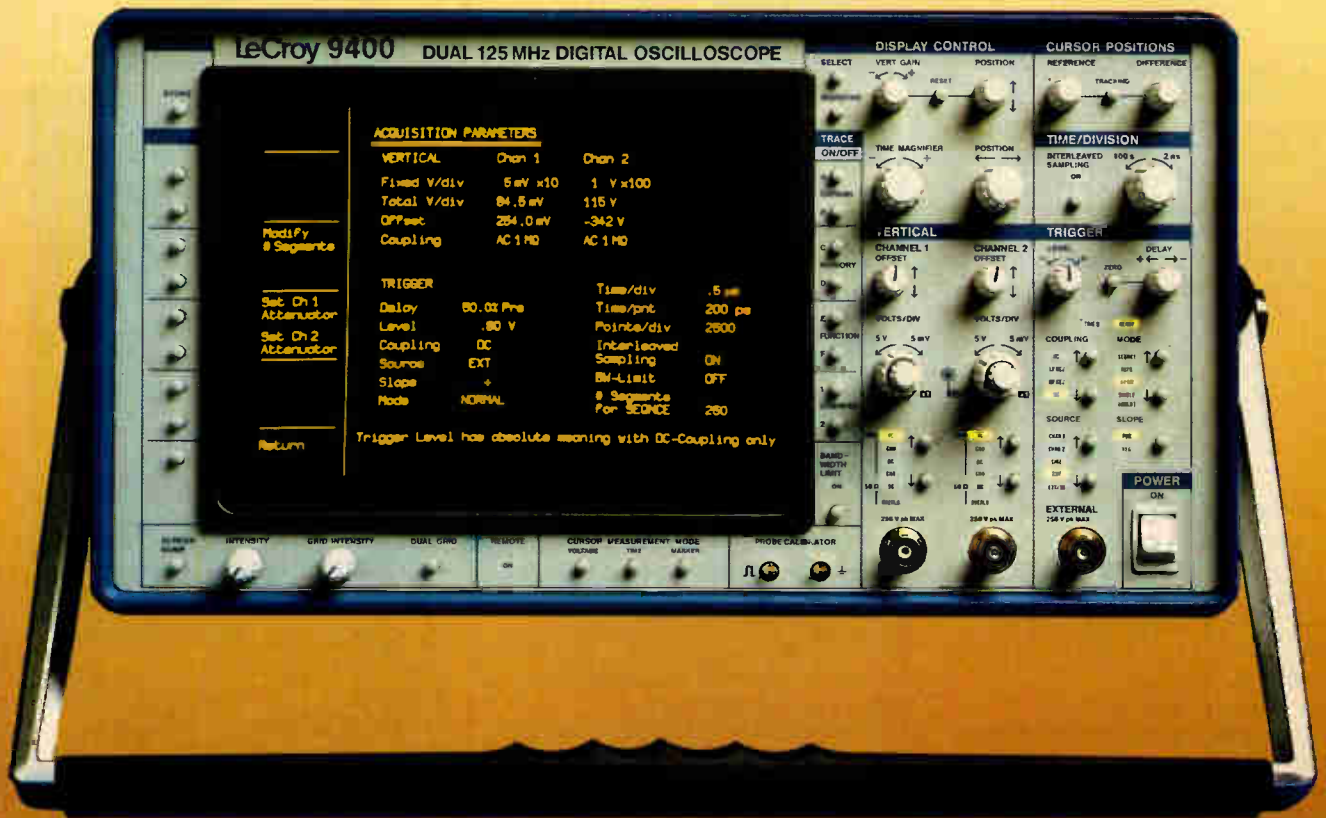 LeCroy 9400 DUAL 125 MHz DIGITAL OSCILLOSCOPE
ACQUISITION PARAMETERS
VERTICAL Chan 1 Chan 2
Fixed V/div 5 mV x10 1 V x100
Total V/div 84.5 mV 115 V
Offset 254.0 mV -342 V
Coupling AC 1 MΩ AC 1 MΩ
Modify
# Segments
TRIGGER
Delay 50.0% Pre
Level .80 V
Coupling DC
Source EXT
Slope +
Mode NORMAL
Time/div .5 µs
Time/pnt 200 ps
Points/div 2500
Interleaved
Sampling ON
BW-Limit OFF
# Segments
for SEQNCE 250
Set Ch 1
Attenuator
Set Ch 2
Attenuator
Return
Trigger Level has absolute meaning with DC-Coupling only
SELECT
TRACE
ON/OFF
FUNCTION
BAND-
WIDTH
LIMIT
ON
DISPLAY CONTROL
VERT GAIN POSITION
RESET
TIME MAGNIFIER POSITION
CURSOR POSITIONS
REFERENCE DIFFERENCE
TRACKING
TIME/DIVISION
INTERLEAVED
SAMPLING
ON
100 s 2 ns
VERTICAL
CHANNEL 1 CHANNEL 2
OFFSET OFFSET
VOLTS/DIV VOLTS/DIV
5 V 5 mV 5 V 5 mV
250 V pk MAX 250 V pk MAX
TRIGGER
DELAY
ZERO
COUPLING MODE
SOURCE SLOPE
EXTERNAL
250 V pk MAX
POWER
ON
INTENSITY GRID INTENSITY DUAL GRID
REMOTE
ON
CURSOR MEASUREMENT MODE
VOLTAGE TIME MARKER
PROBE CALIBRATOR